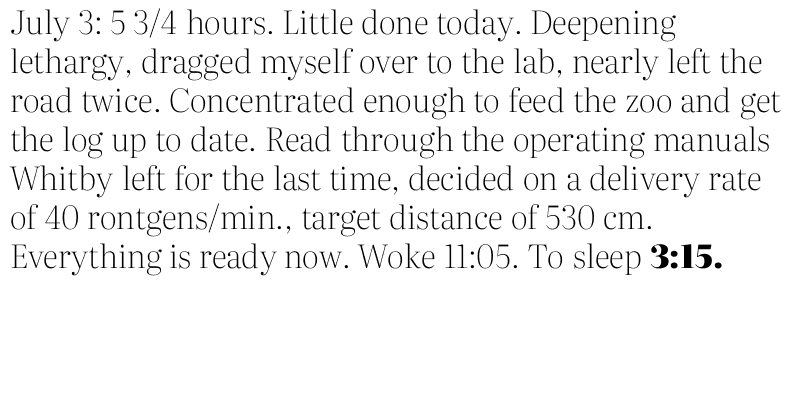 July 3: 5 3/4 hours. Little done today. Deepening
lethargy, dragged myself over to the lab, nearly left the
road twice. Concentrated enough to feed the zoo and get
the log up to date. Read through the operating manuals
Whitby left for the last time, decided on a delivery rate
of 40 rontgens/min., target distance of 530 cm.
Everything is ready now. Woke 11:05. To sleep 3:15.